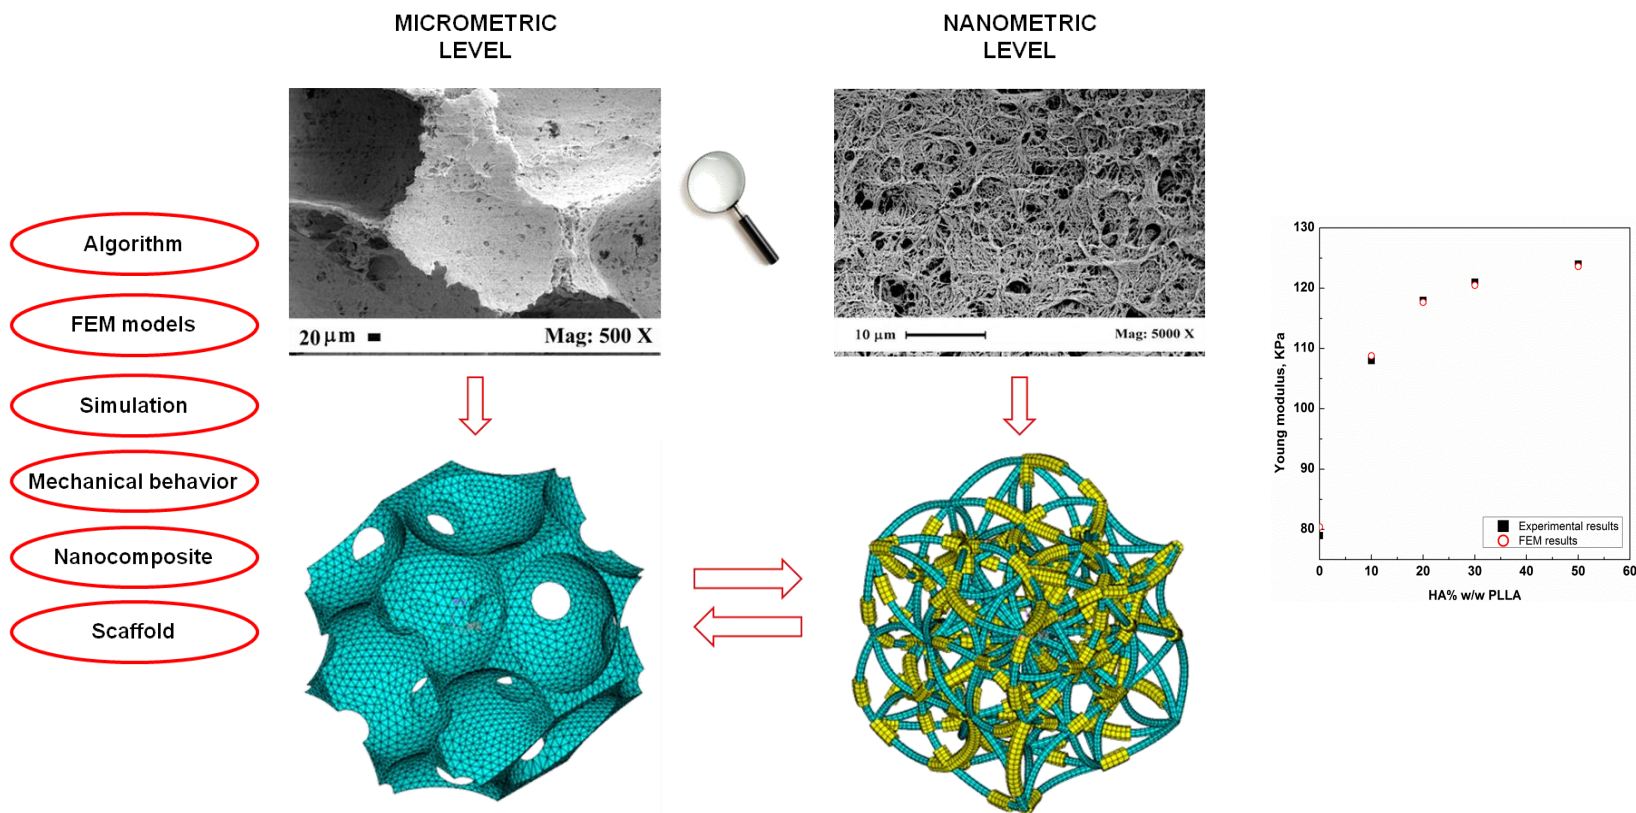 MICROMETRIC
LEVEL
NANOMETRIC
LEVEL
Algorithm
FEM models
Simulation
Mechanical behavior
Nanocomposite
Scaffold
20 μm
Mag: 500 X
10 μm
Mag: 5000 X
Young modulus, KPa
130
120
110
100
90
80
0
10
20
30
40
50
60
HA% w/w PLLA
Experimental results
FEM results